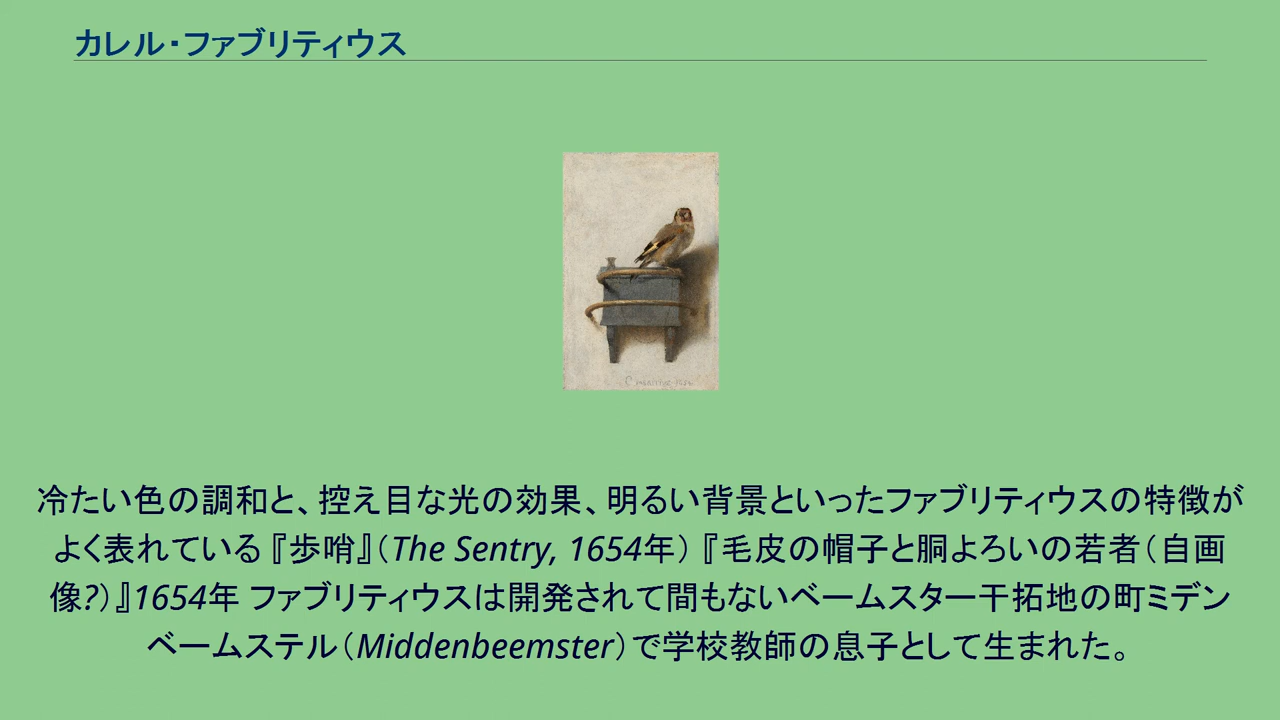 カレル・ファブリティウス
冷たい色の調和と、控え目な光の効果、明るい背景といったファブリティウスの特徴が
よく表れている『歩哨』（The Sentry, 1654年）『毛皮の帽子と胴よろいの若者（自画
像?）』1654年 ファブリティウスは開発されて間もないベームスター干拓地の町ミデン
ベームステル（Middenbeemster）で学校教師の息子として生まれた。